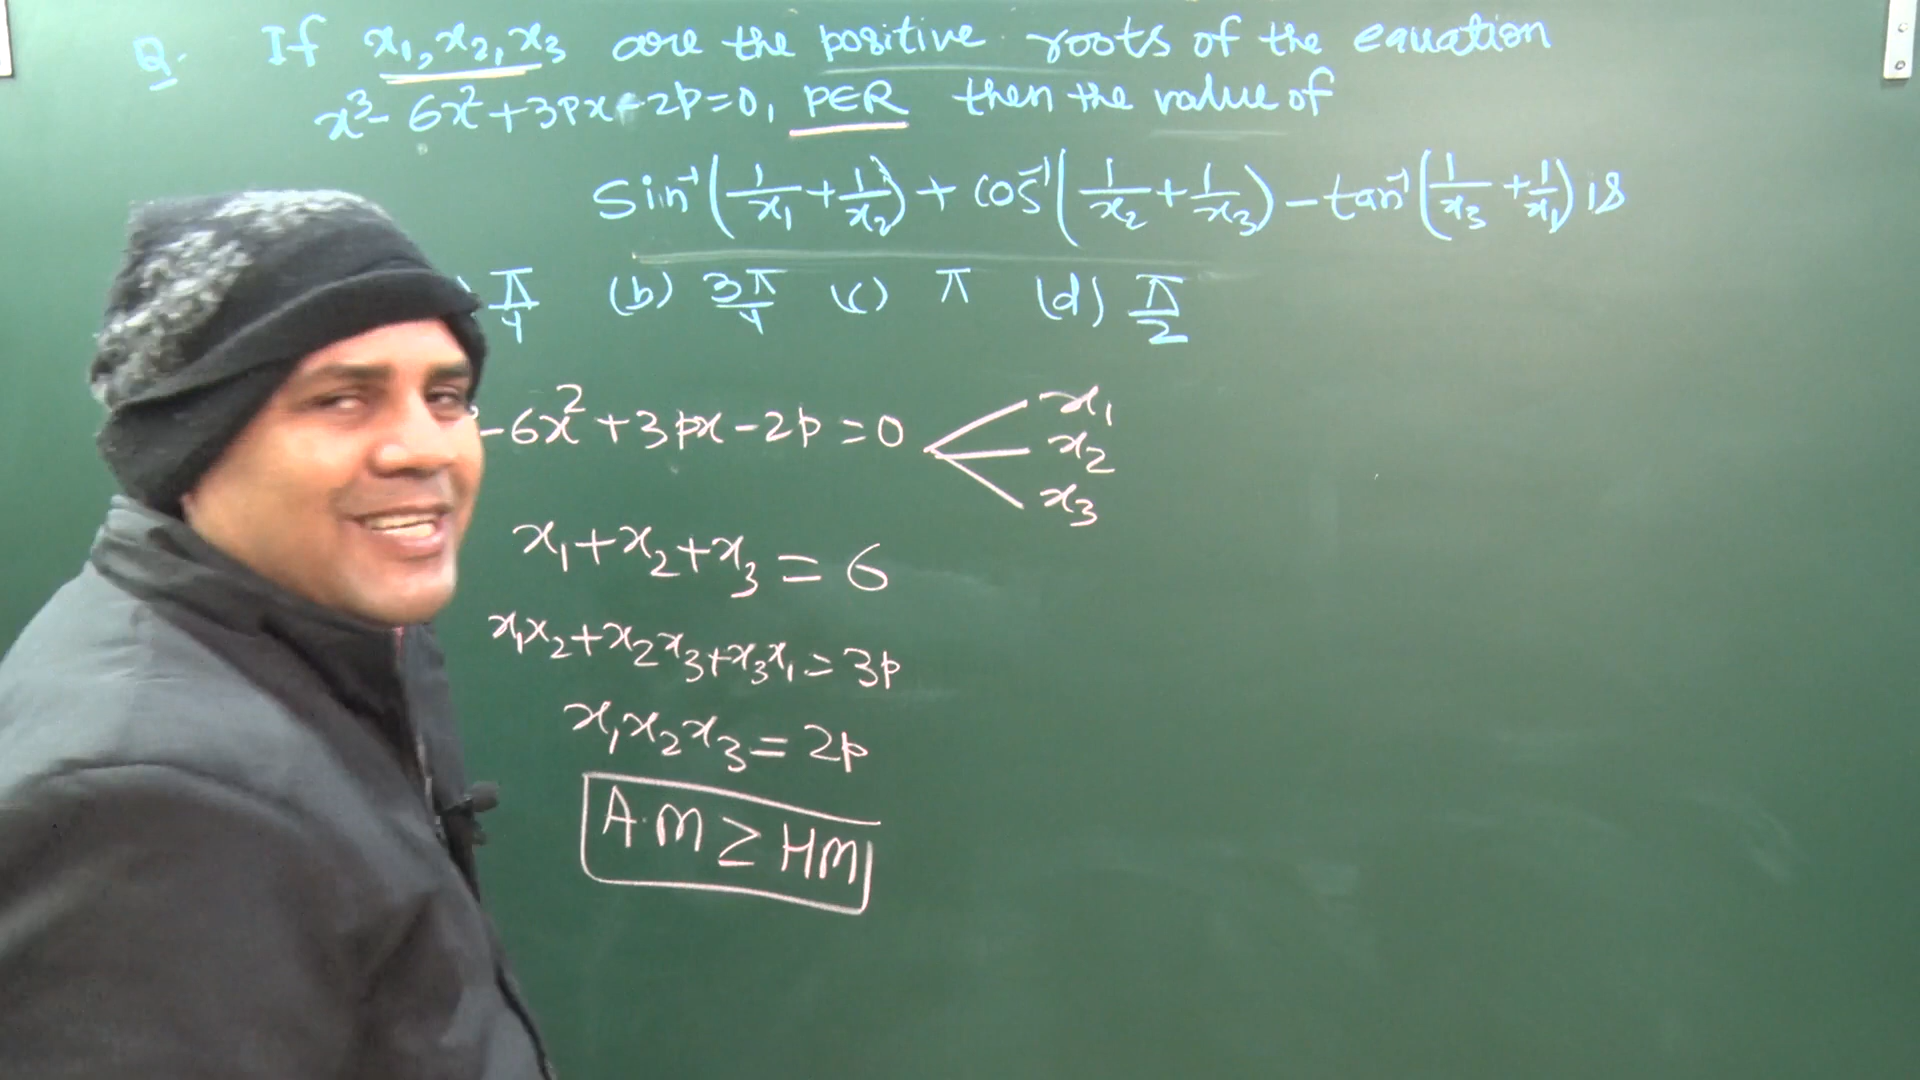 Q. If x₁, x₂, x₃ are the positive roots of the equation
x³ - 6x² + 3px - 2p = 0, PER then the value of
Sin⁻¹(1/x₁ + 1/x₂) + cos⁻¹(1/x₂ + 1/x₃) - tan⁻¹(1/x₃ + 1/x₁) is
) π/4 (b) 3π/4 (c) π (d) π/2
- 6x² + 3px - 2p = 0
x₁
x₂
x₃
x₁ + x₂ + x₃ = 6
x₁x₂ + x₂x₃ + x₃x₁ = 3p
x₁x₂x₃ = 2p
A.M ≥ HM